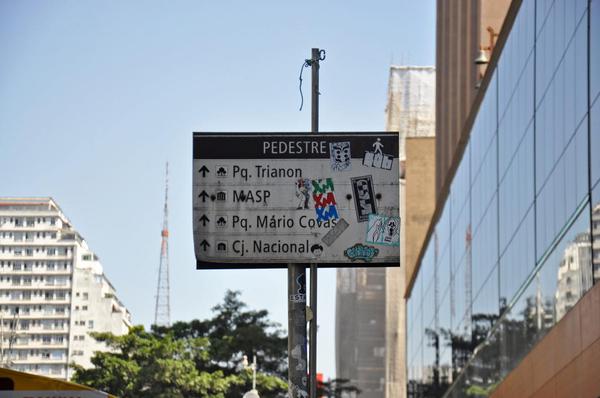 PEDESTRE
Pq. Trianon
MASP
Pq. Mário Covas
Cj. Nacional